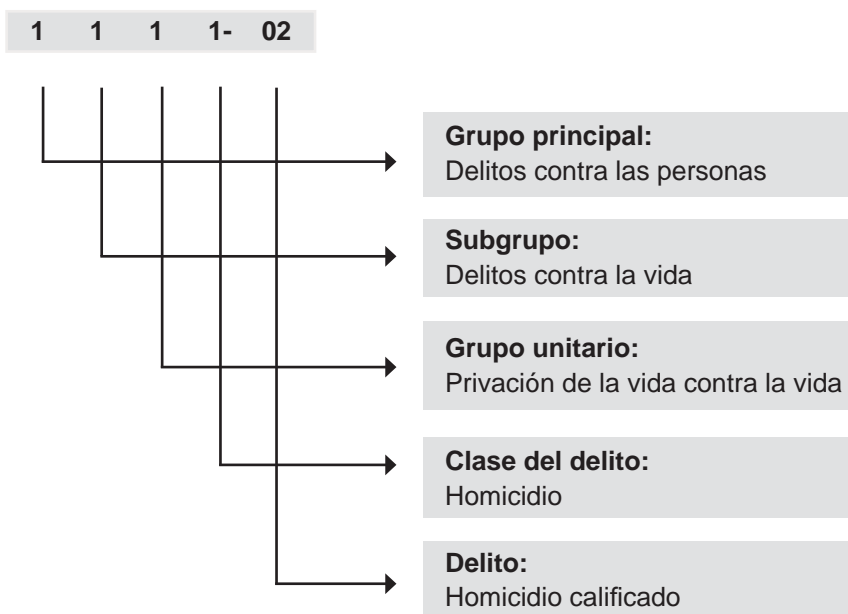 1 1 1 1- 02
Grupo principal:
Delitos contra las personas
Subgrupo:
Delitos contra la vida
Grupo unitario:
Privación de la vida contra la vida
Clase del delito:
Homicidio
Delito:
Homicidio calificado